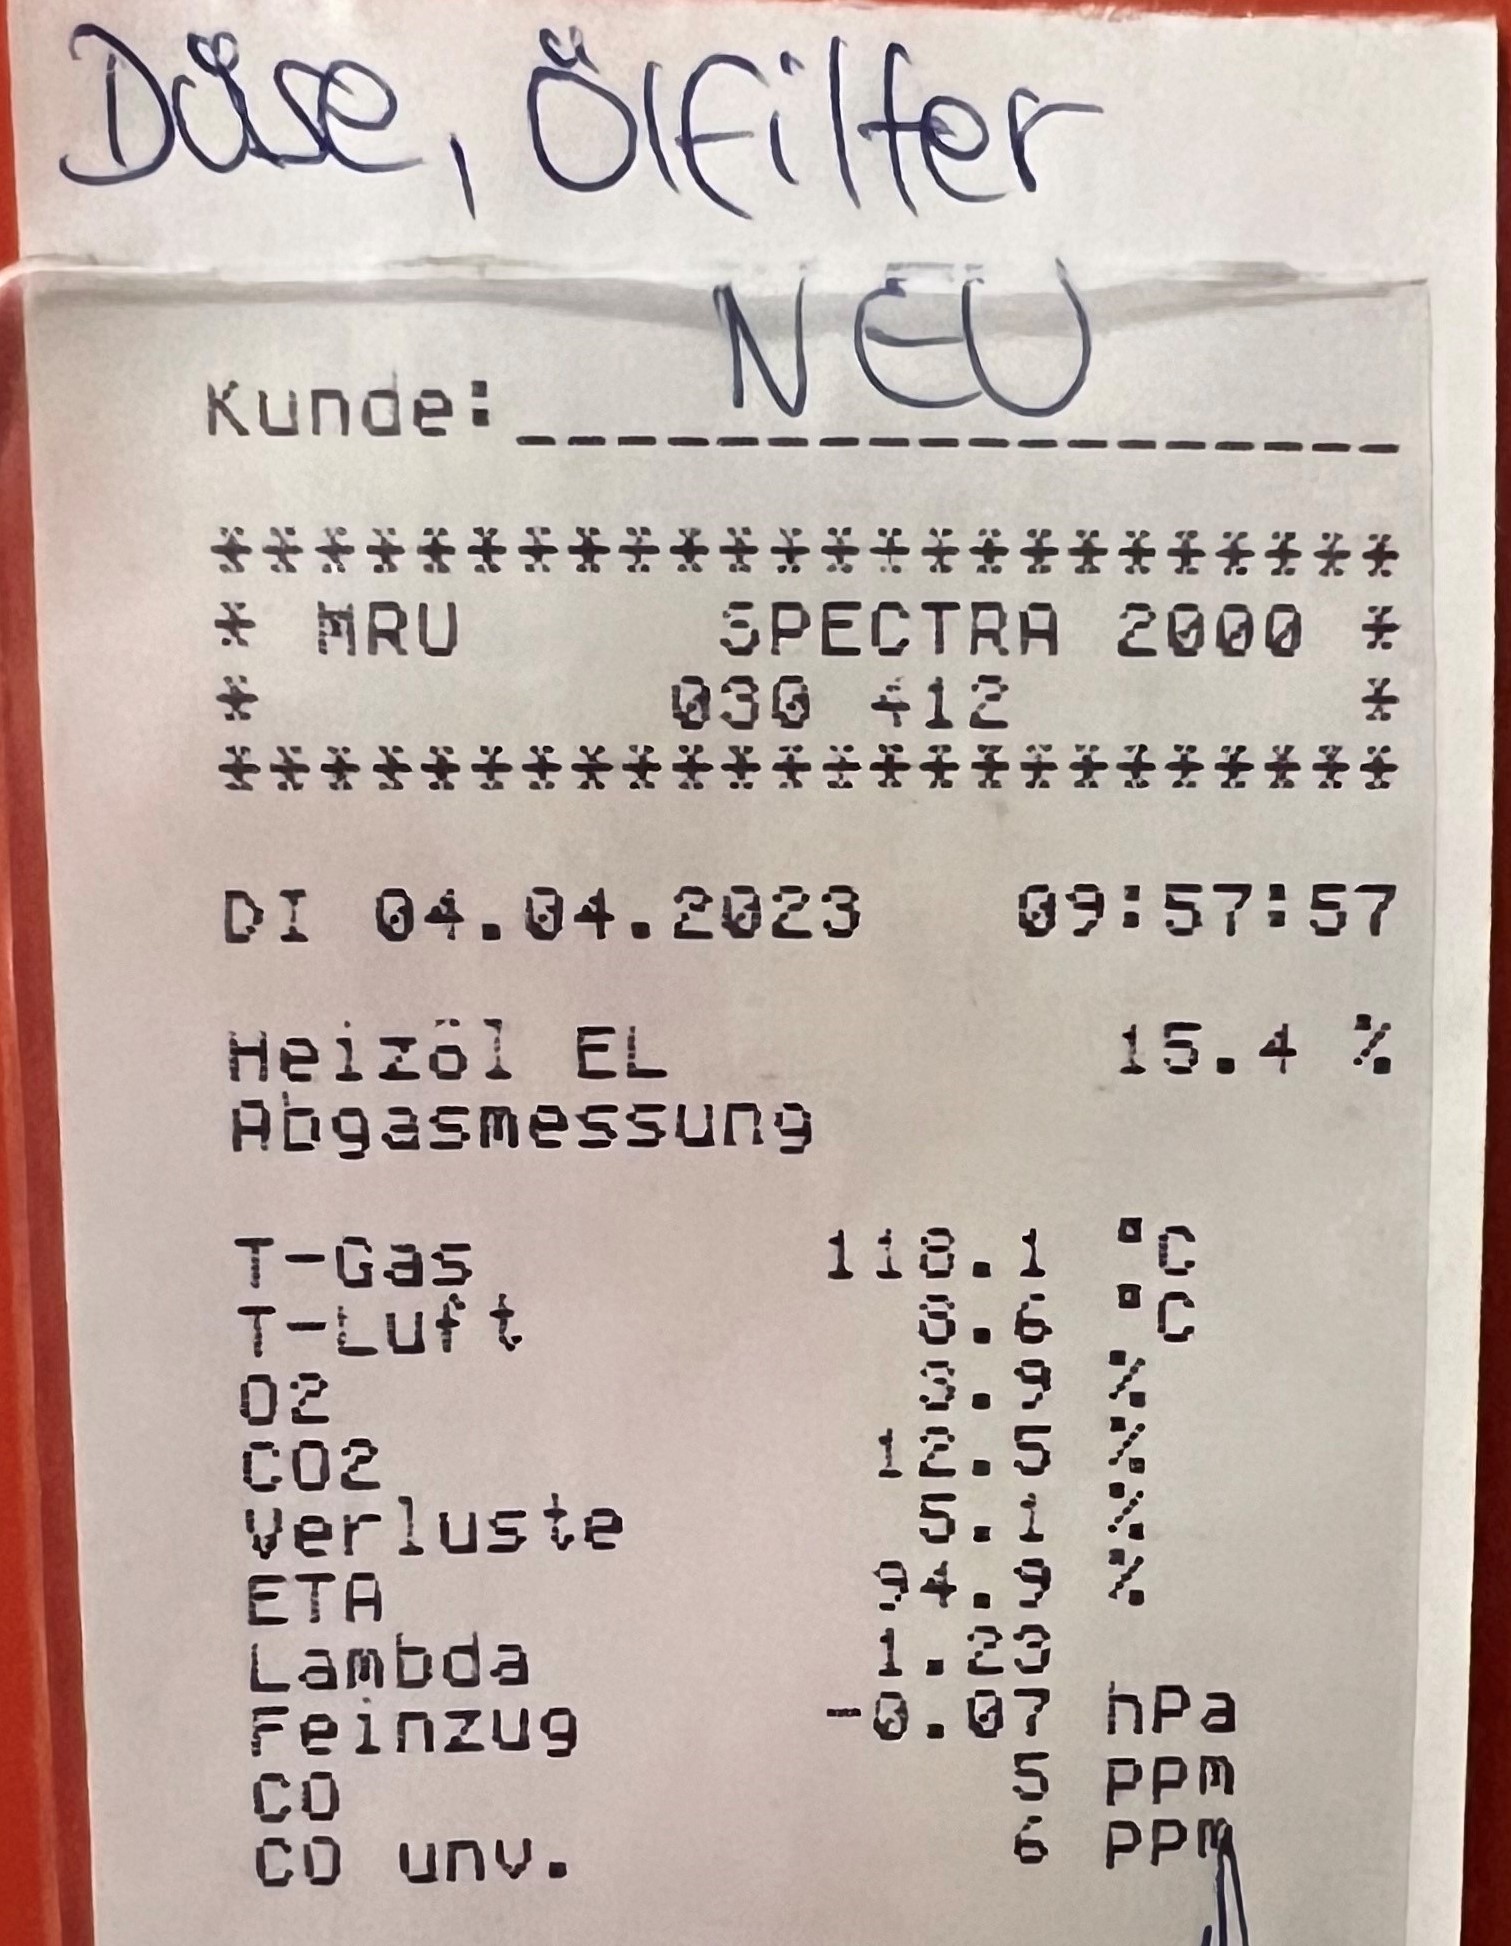 Düse, Ölfilter
NEU
Kunde:__________________
************************
* MRU SPECTRA 2000 *
* 030 412 *
************************
DI 04.04.2023 09:57:57
Heizöl EL 15.4 %
Abgasmessung
T-Gas 118.1 °C
T-Luft 8.6 °C
O2 3.9 %
CO2 12.5 %
Verluste 5.1 %
ETA 94.9 %
Lambda 1.23
Feinzug -0.07 hPa
CO 5 ppm
CO unv. 6 ppm